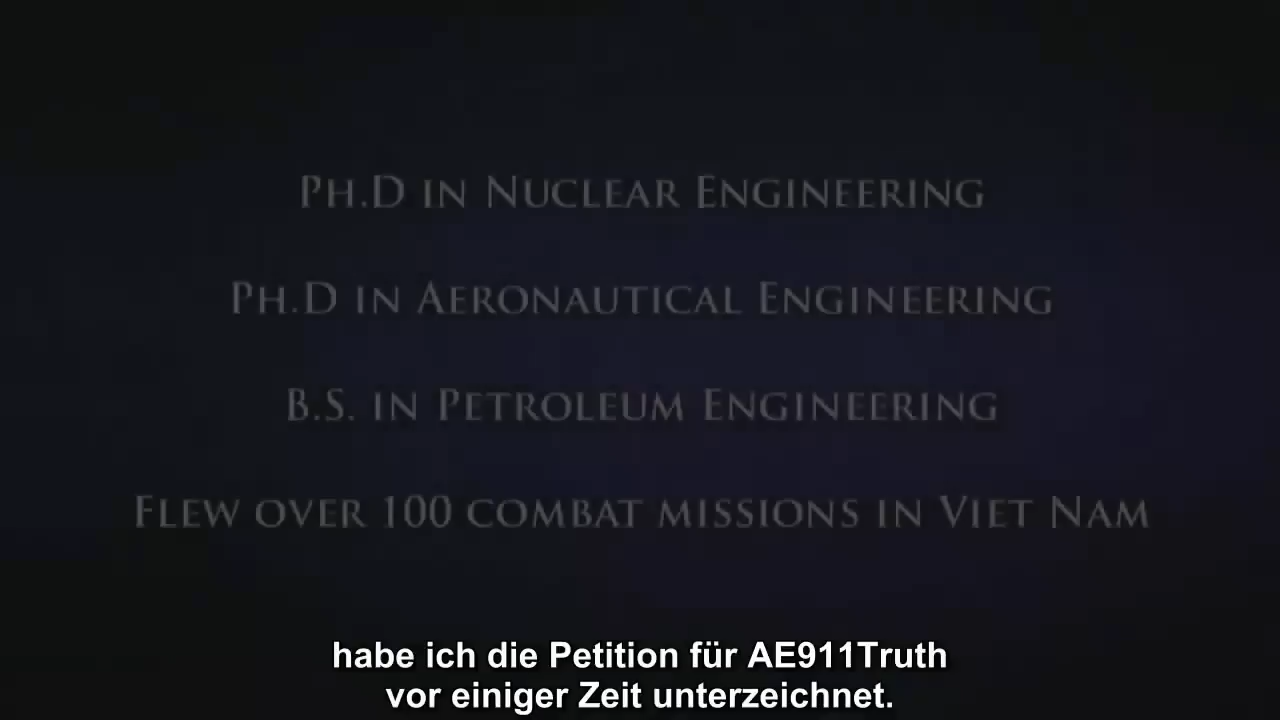 Ph.D in Nuclear Engineering
Ph.D in Aeronautical Engineering
B.S. in Petroleum Engineering
Flew over 100 combat missions in Viet Nam
habe ich die Petition für AE911Truth
vor einiger Zeit unterzeichnet.